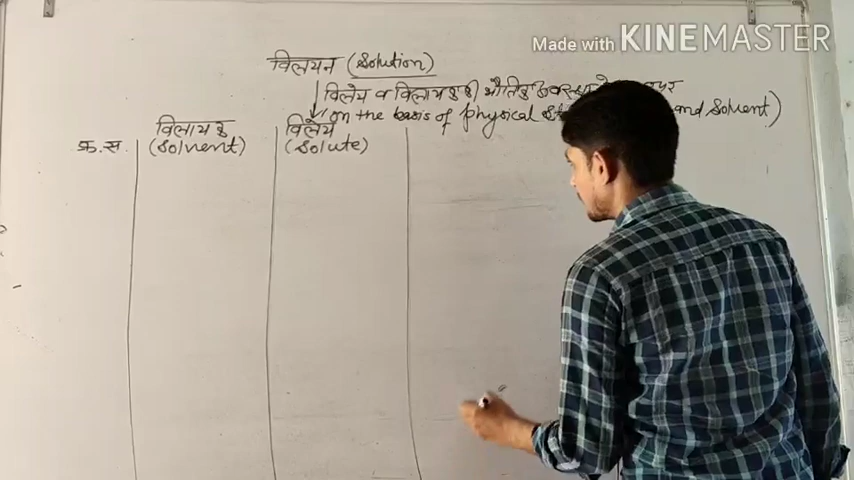 Made with KINEMASTER
विलयन (Solution)
विलेय व विलायक की भौतिक
on the basis of physical and Solvent)
क्र.स. विलायक (Solvent) विलेय (Solute)